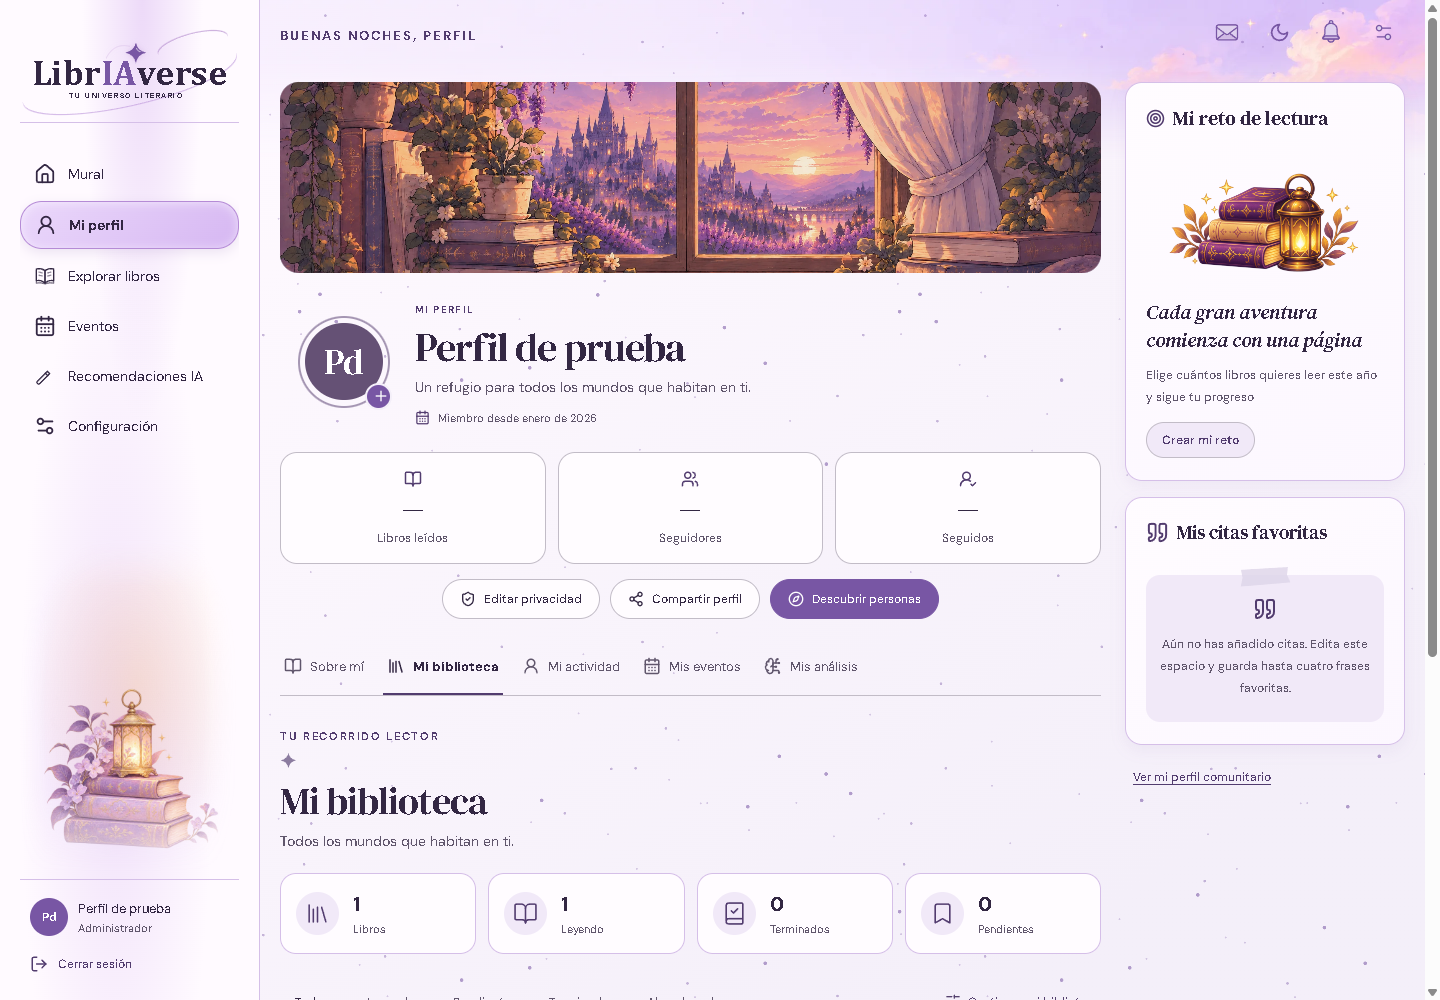 LibrIAverse
TU UNIVERSO LITERARIO
Mural
Mi perfil
Explorar libros
Eventos
Recomendaciones IA
Configuración
Pd
Perfil de prueba
Administrador
Cerrar sesión
BUENAS NOCHES, PERFIL
Pd
MI PERFIL
Perfil de prueba
Un refugio para todos los mundos que habitan en ti.
Miembro desde enero de 2026
—
Libros leídos
—
Seguidores
—
Seguidos
Editar privacidad
Compartir perfil
Descubrir personas
Sobre mí
Mi biblioteca
Mi actividad
Mis eventos
Mis análisis
TU RECORRIDO LECTOR
Mi biblioteca
Todos los mundos que habitan en ti.
1
Libros
1
Leyendo
0
Terminados
0
Pendientes
Mi reto de lectura
Cada gran aventura
comienza con una página
Elige cuántos libros quieres leer este año
y sigue tu progreso
Crear mi reto
Mis citas favoritas
Aún no has añadido citas. Edita este
espacio y guarda hasta cuatro frases
favoritas.
Ver mi perfil comunitario